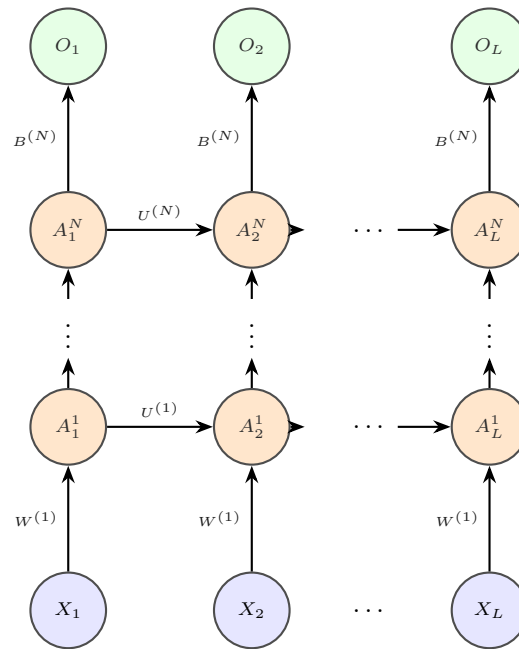 O_1 O_2 O_L
B^{(N)} B^{(N)} B^{(N)}
U^{(N)}
A_1^N A_2^N ⋯ A_L^N
⋮ ⋮ ⋮
U^{(1)}
A_1^1 A_2^1 ⋯ A_L^1
W^{(1)} W^{(1)} W^{(1)}
X_1 X_2 ⋯ X_L